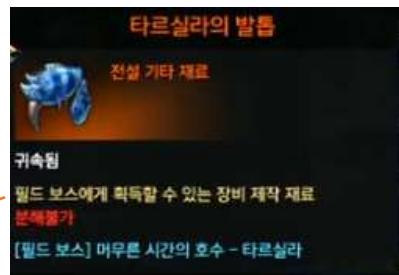 타르실라의 발톱
전설 기타 재료
귀속됨
필드 보스에게 획득할 수 있는 장비 제작 재료
분해불가
[필드 보스] 머무른 시간의 호수 - 타르실라